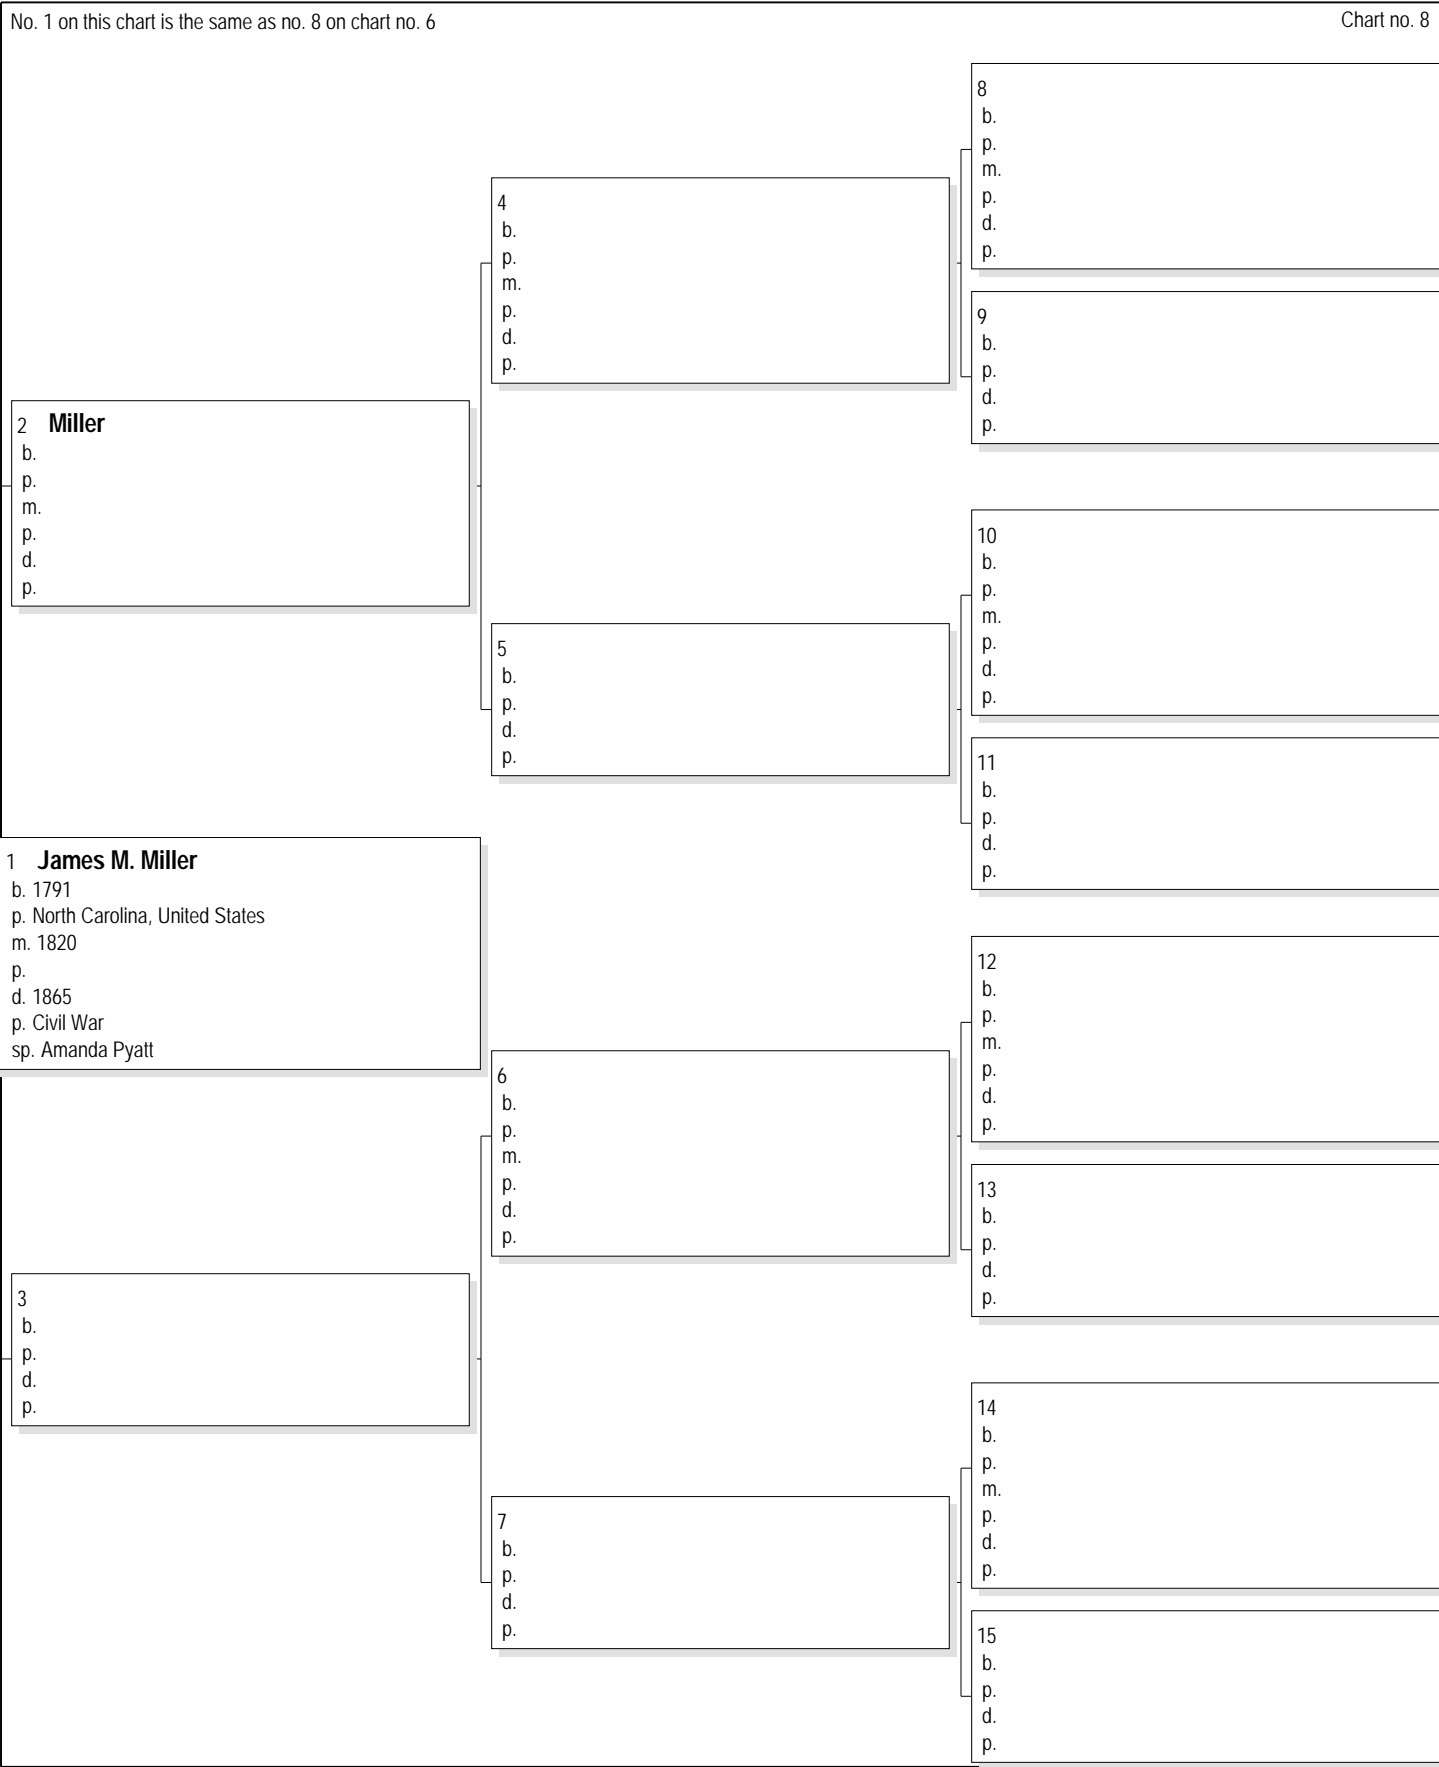 No. 1 on this chart is the same as no. 8 on chart no. 6
Chart no. 8
8
b.
p.
m.
p.
d.
p.
4
b.
p.
m.
p.
d.
p.
9
b.
p.
d.
p.
2 Miller
b.
p.
m.
p.
d.
p.
10
b.
p.
m.
p.
d.
p.
5
b.
p.
d.
p.
11
b.
p.
d.
p.
1 James M. Miller
b. 1791
p. North Carolina, United States
m. 1820
p.
d. 1865
p. Civil War
sp. Amanda Pyatt
12
b.
p.
m.
p.
d.
p.
6
b.
p.
m.
p.
d.
p.
13
b.
p.
d.
p.
3
b.
p.
d.
p.
14
b.
p.
m.
p.
d.
p.
7
b.
p.
d.
p.
15
b.
p.
d.
p.